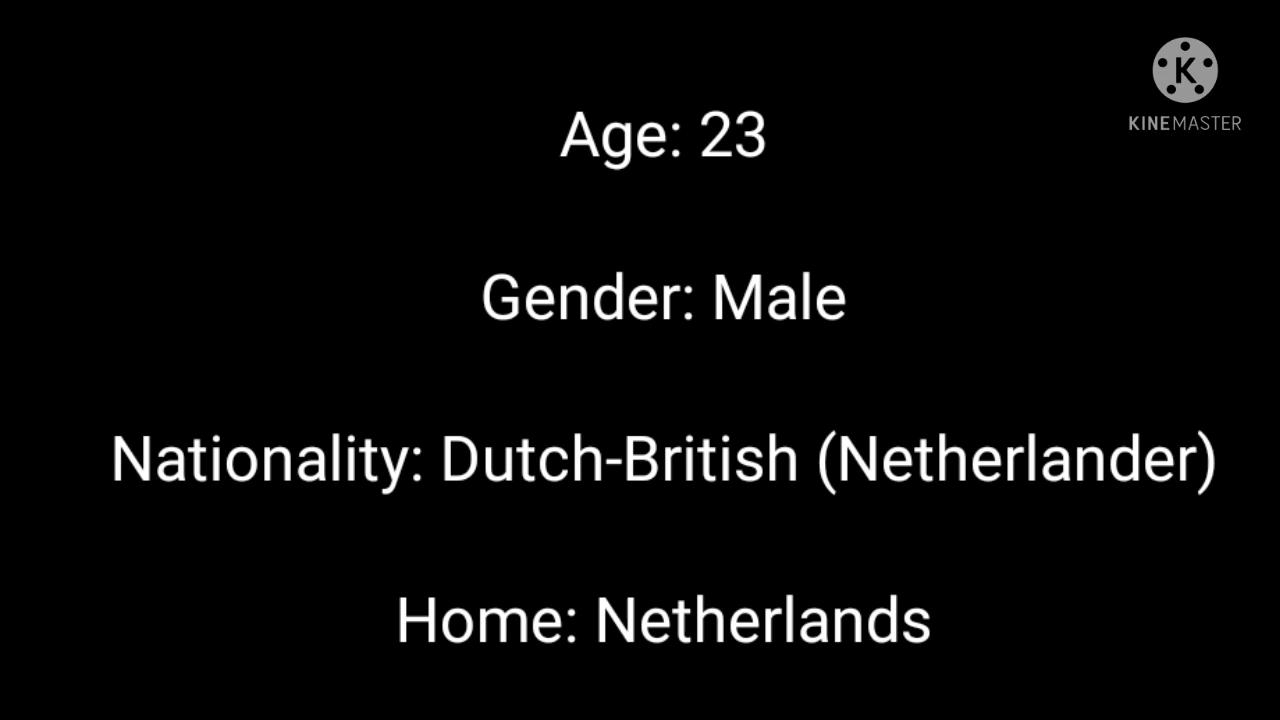 KINEMASTER
Age: 23
Gender: Male
Nationality: Dutch-British (Netherlander)
Home: Netherlands